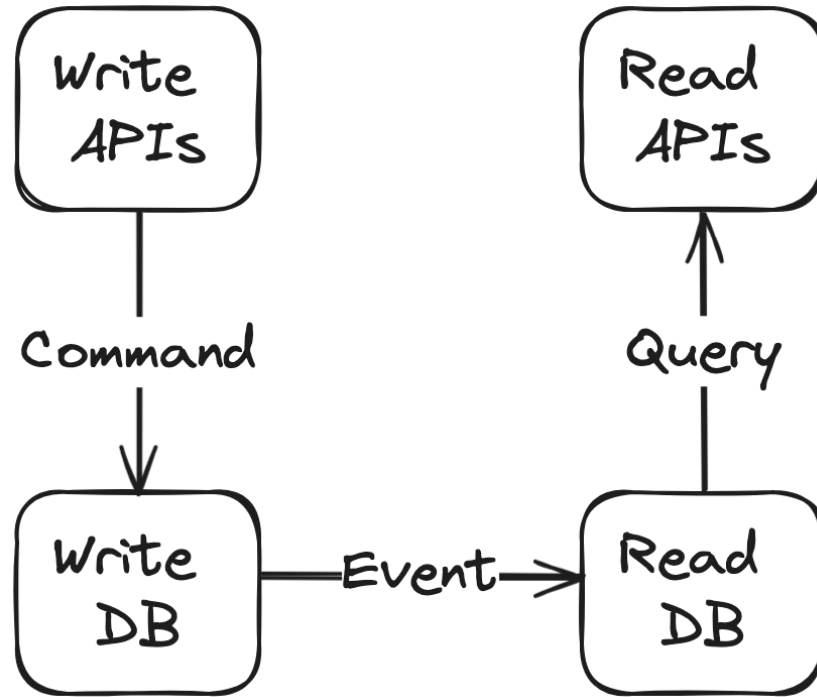 Write
APIs
Read
APIs
Command
Query
Write
DB
Event
Read
DB